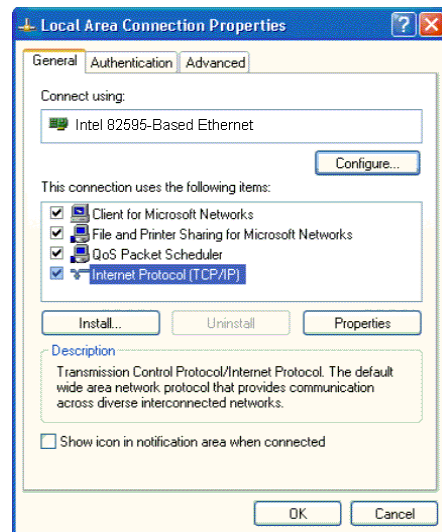 Local Area Connection Properties
General Authentication Advanced
Connect using:
Intel 82595-Based Ethernet
Configure...
This connection uses the following items:
Client for Microsoft Networks
File and Printer Sharing for Microsoft Networks
QoS Packet Scheduler
Internet Protocol (TCP/IP)
Install... Uninstall Properties
Description
Transmission Control Protocol/Internet Protocol. The default
wide area network protocol that provides communication
across diverse interconnected networks.
Show icon in notification area when connected
OK Cancel